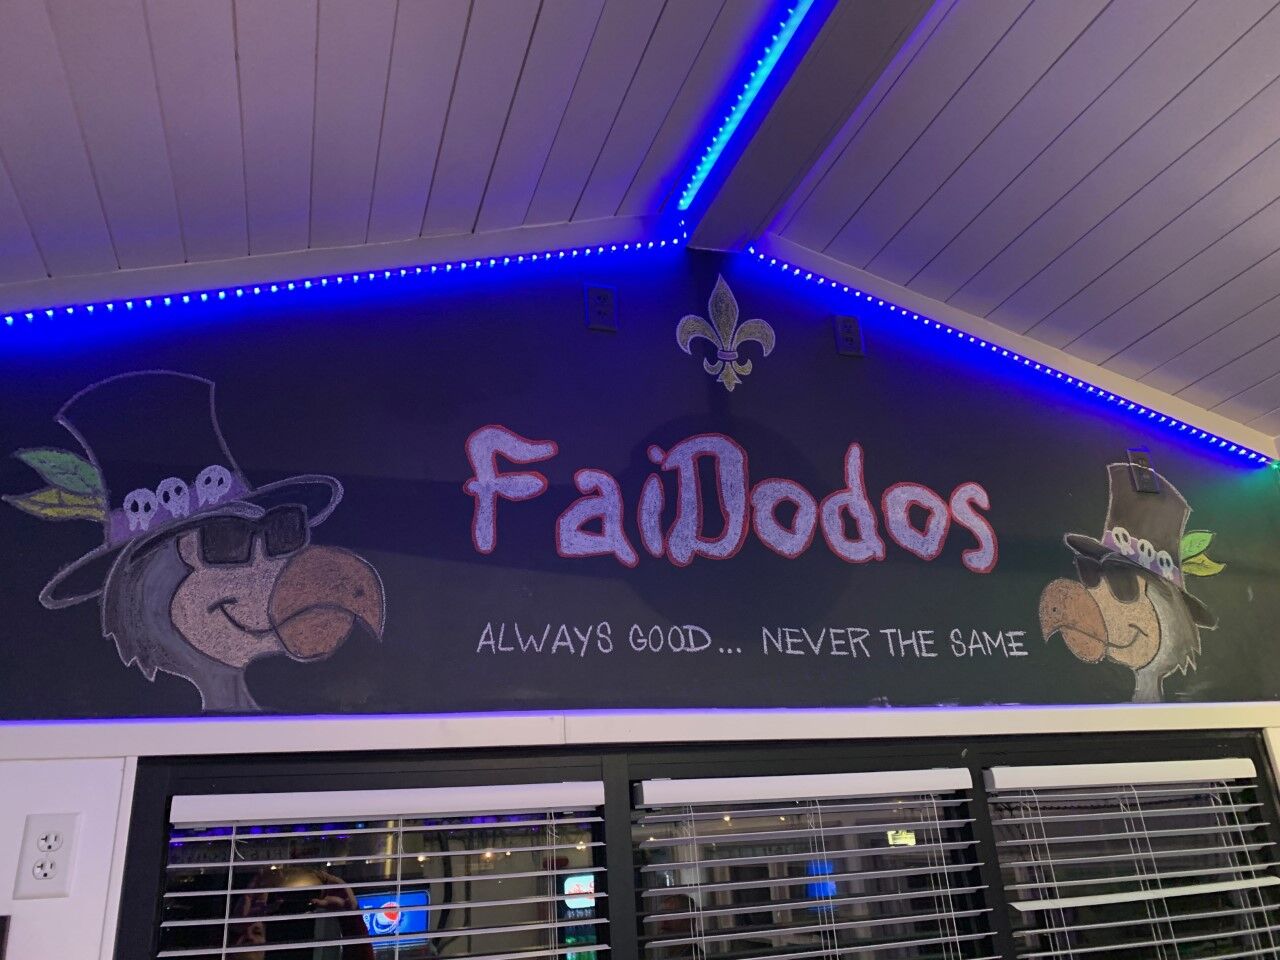 FaiDodos
ALWAYS GOOD... NEVER THE SAME